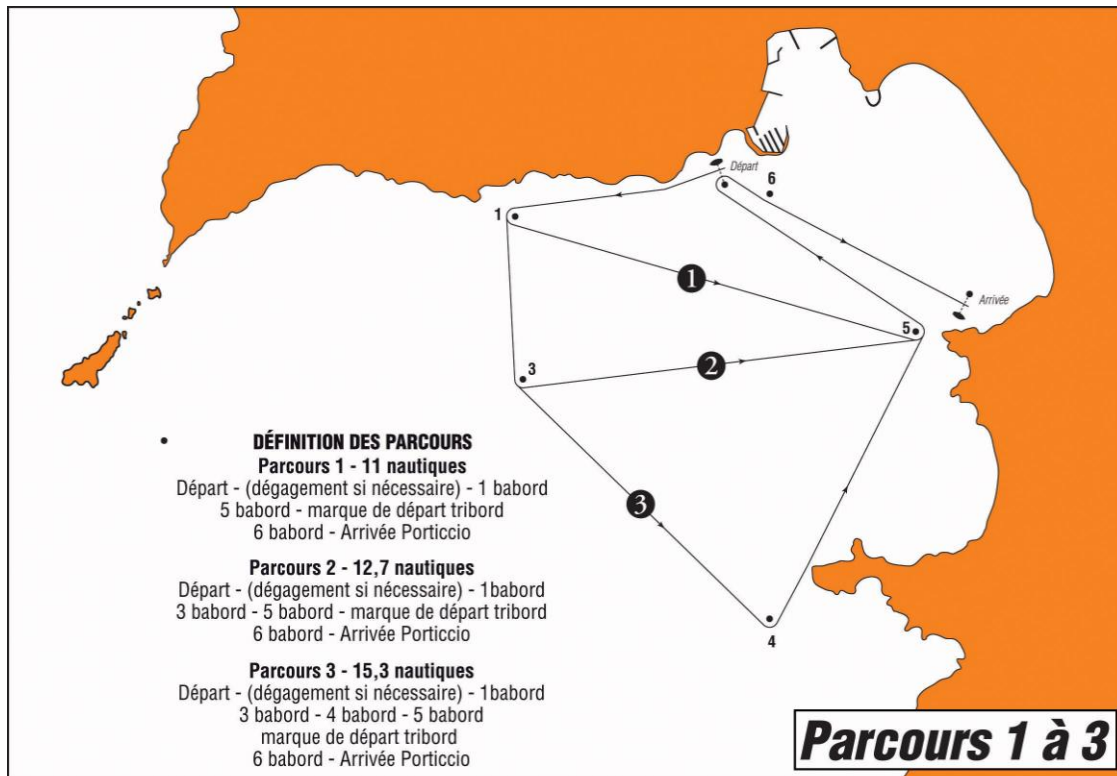 Départ
6
1
1
Arrivée
5
2
3
DÉFINITION DES PARCOURS
Parcours 1 - 11 nautiques
Départ - (dégagement si nécessaire) - 1 babord
5 babord - marque de départ tribord
6 babord - Arrivée Porticcio
3
Parcours 2 - 12,7 nautiques
Départ - (dégagement si nécessaire) - 1babord
3 babord - 5 babord - marque de départ tribord
6 babord - Arrivée Porticcio
4
Parcours 3 - 15,3 nautiques
Départ - (dégagement si nécessaire) - 1babord
3 babord - 4 babord - 5 babord
marque de départ tribord
6 babord - Arrivée Porticcio
Parcours 1 à 3